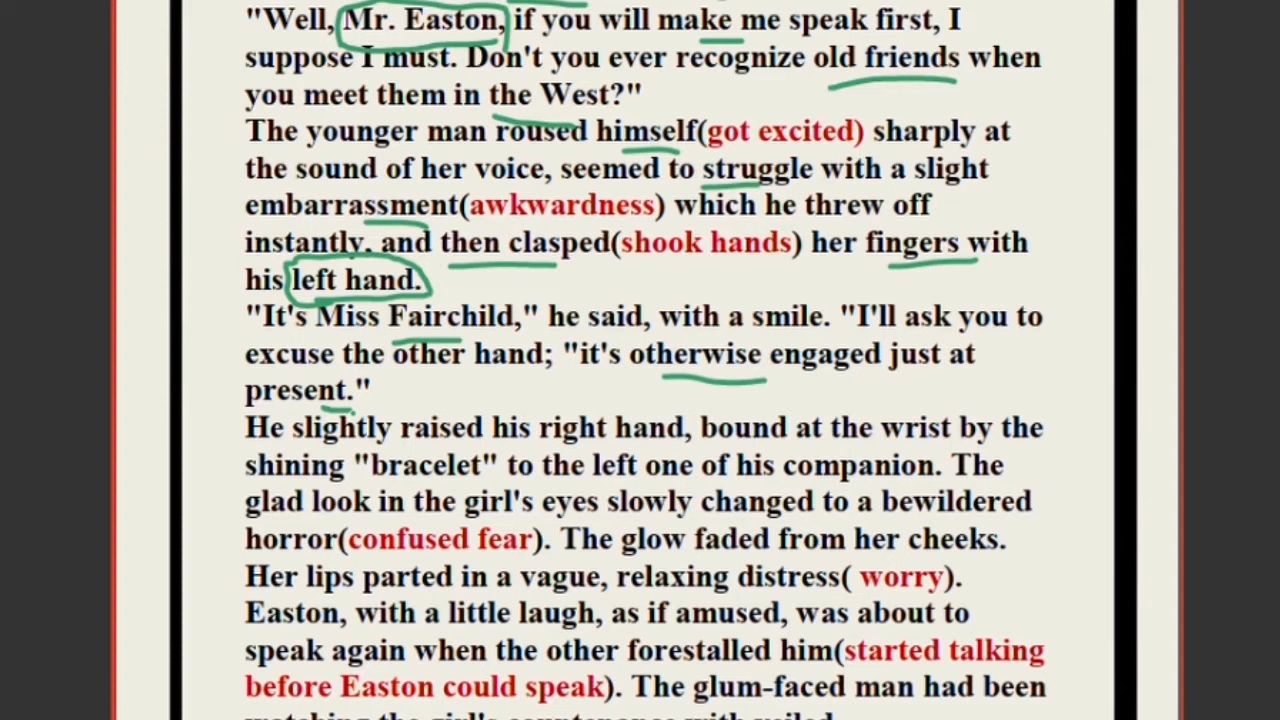 "Well, Mr. Easton, if you will make me speak first, I
suppose I must. Don't you ever recognize old friends when
you meet them in the West?"
The younger man roused himself(got excited) sharply at
the sound of her voice, seemed to struggle with a slight
embarrassment(awkwardness) which he threw off
instantly, and then clasped(shook hands) her fingers with
his left hand.
"It's Miss Fairchild," he said, with a smile. "I'll ask you to
excuse the other hand; "it's otherwise engaged just at
present."
He slightly raised his right hand, bound at the wrist by the
shining "bracelet" to the left one of his companion. The
glad look in the girl's eyes slowly changed to a bewildered
horror(confused fear). The glow faded from her cheeks.
Her lips parted in a vague, relaxing distress( worry).
Easton, with a little laugh, as if amused, was about to
speak again when the other forestalled him(started talking
before Easton could speak). The glum-faced man had been
watching the girl's countenance with veiled